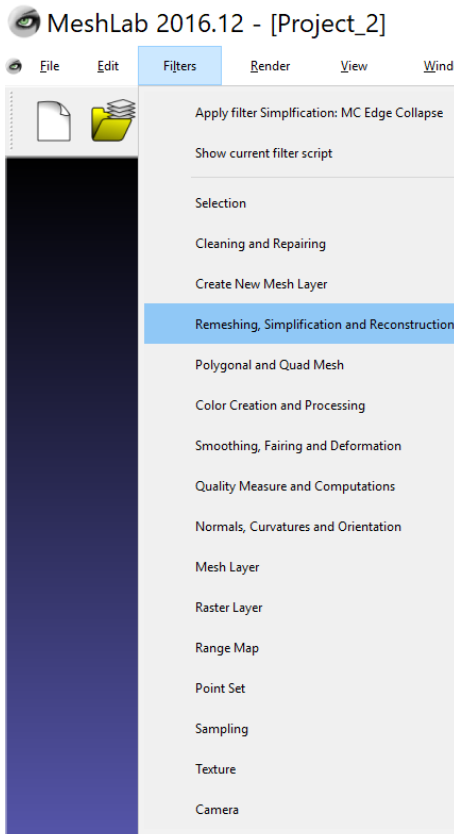 MeshLab 2016.12 - [Project_2]
File Edit Filters Render View Wind
Apply filter Simplfication: MC Edge Collapse
Show current filter script
Selection
Cleaning and Repairing
Create New Mesh Layer
Remeshing, Simplification and Reconstruction
Polygonal and Quad Mesh
Color Creation and Processing
Smoothing, Fairing and Deformation
Quality Measure and Computations
Normals, Curvatures and Orientation
Mesh Layer
Raster Layer
Range Map
Point Set
Sampling
Texture
Camera